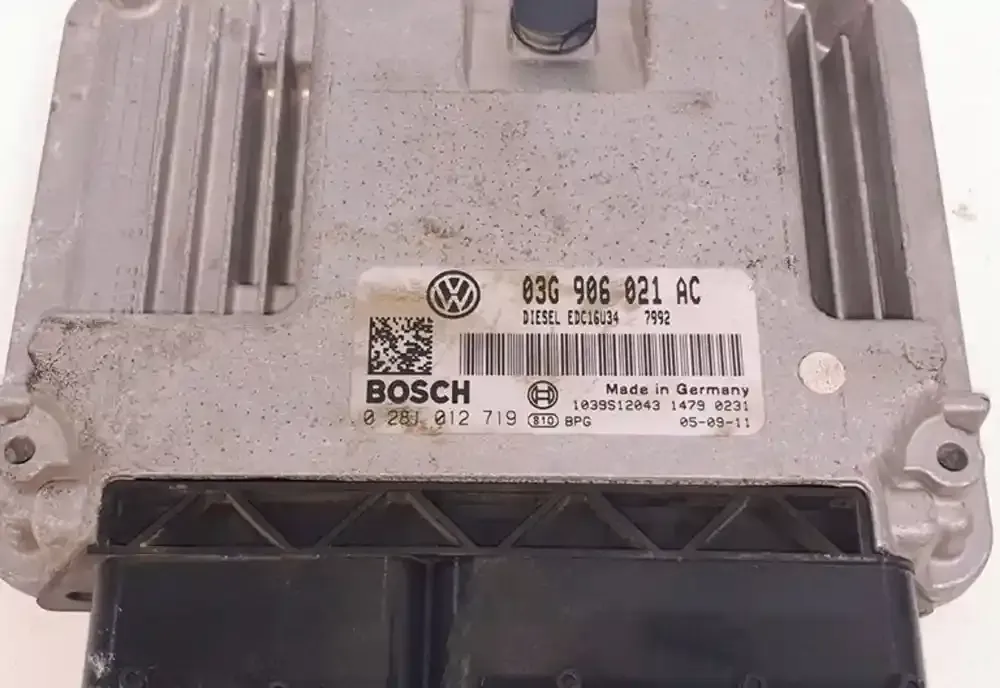 03G 906 021 AC
DIESEL EDC16U34 7992
BOSCH
Made in Germany
1039S12043 1479 0231
0 281 012 719 810 BPG 05-09-11